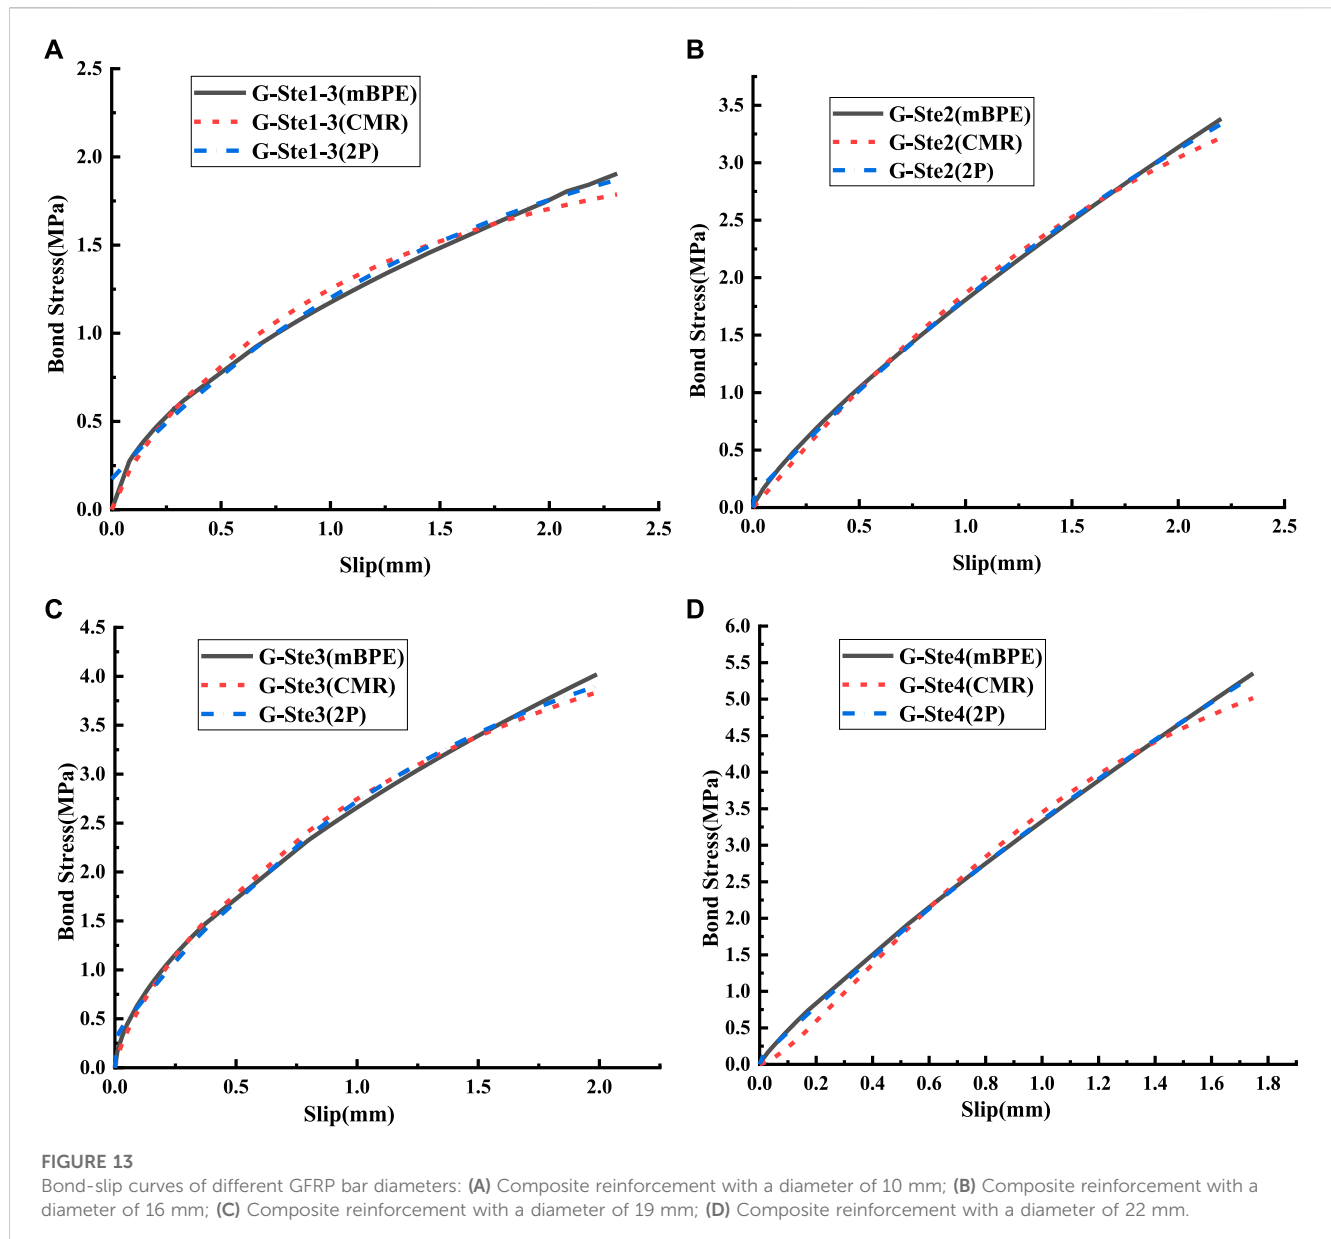 A
2.5
2.0
1.5
1.0
0.5
0.0
Bond Stress(MPa)
G-Ste1-3(mBPE)
G-Ste1-3(CMR)
G-Ste1-3(2P)
0.0 0.5 1.0 1.5 2.0 2.5
Slip(mm)
B
3.5
3.0
2.5
2.0
1.5
1.0
0.5
0.0
Bond Stress(MPa)
G-Ste2(mBPE)
G-Ste2(CMR)
G-Ste2(2P)
0.0 0.5 1.0 1.5 2.0 2.5
Slip(mm)
C
4.5
4.0
3.5
3.0
2.5
2.0
1.5
1.0
0.5
0.0
Bond Stress(MPa)
G-Ste3(mBPE)
G-Ste3(CMR)
G-Ste3(2P)
0.0 0.5 1.0 1.5 2.0
Slip(mm)
D
6.0
5.5
5.0
4.5
4.0
3.5
3.0
2.5
2.0
1.5
1.0
0.5
0.0
Bond Stress(MPa)
G-Ste4(mBPE)
G-Ste4(CMR)
G-Ste4(2P)
0.0 0.2 0.4 0.6 0.8 1.0 1.2 1.4 1.6 1.8
Slip(mm)
FIGURE 13
Bond-slip curves of different GFRP bar diameters: (A) Composite reinforcement with a diameter of 10 mm; (B) Composite reinforcement with a
diameter of 16 mm; (C) Composite reinforcement with a diameter of 19 mm; (D) Composite reinforcement with a diameter of 22 mm.